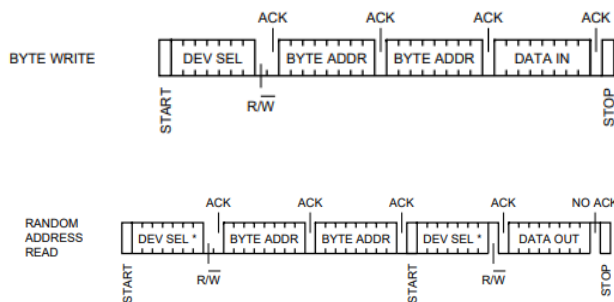 ACK ACK ACK ACK
BYTE WRITE
DEV SEL BYTE ADDR BYTE ADDR DATA IN
START R/W̅ STOP
ACK ACK ACK ACK NO ACK
RANDOM
ADDRESS
READ
DEV SEL * BYTE ADDR BYTE ADDR DEV SEL * DATA OUT
START R/W̅ START R/W̅ STOP